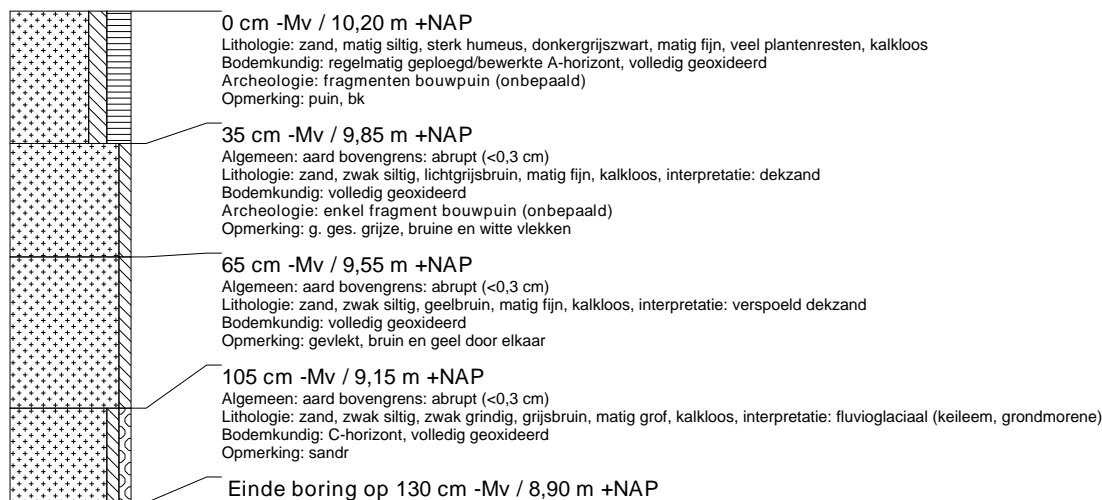 0 cm -Mv / 10,20 m +NAP
Lithologie: zand, matig siltig, sterk humeus, donkergrijszwart, matig fijn, veel plantenresten, kalkloos
Bodemkundig: regelmatig geploegd/bewerkte A-horizont, volledig geoxideerd
Archeologie: fragmenten bouwpuin (onbepaald)
Opmerking: puin, bk
35 cm -Mv / 9,85 m +NAP
Algemeen: aard bovengrens: abrupt (<0,3 cm)
Lithologie: zand, zwak siltig, lichtgrijsbruin, matig fijn, kalkloos, interpretatie: dekzand
Bodemkundig: volledig geoxideerd
Archeologie: enkel fragment bouwpuin (onbepaald)
Opmerking: g. ges. grijze, bruine en witte vlekken
65 cm -Mv / 9,55 m +NAP
Algemeen: aard bovengrens: abrupt (<0,3 cm)
Lithologie: zand, zwak siltig, geelbruin, matig fijn, kalkloos, interpretatie: verspoeld dekzand
Bodemkundig: volledig geoxideerd
Opmerking: gevlekt, bruin en geel door elkaar
105 cm -Mv / 9,15 m +NAP
Algemeen: aard bovengrens: abrupt (<0,3 cm)
Lithologie: zand, zwak siltig, zwak grindig, grijsbruin, matig grof, kalkloos, interpretatie: fluvioglaciaal (keileem, grondmorene)
Bodemkundig: C-horizont, volledig geoxideerd
Opmerking: sandr
Einde boring op 130 cm -Mv / 8,90 m +NAP